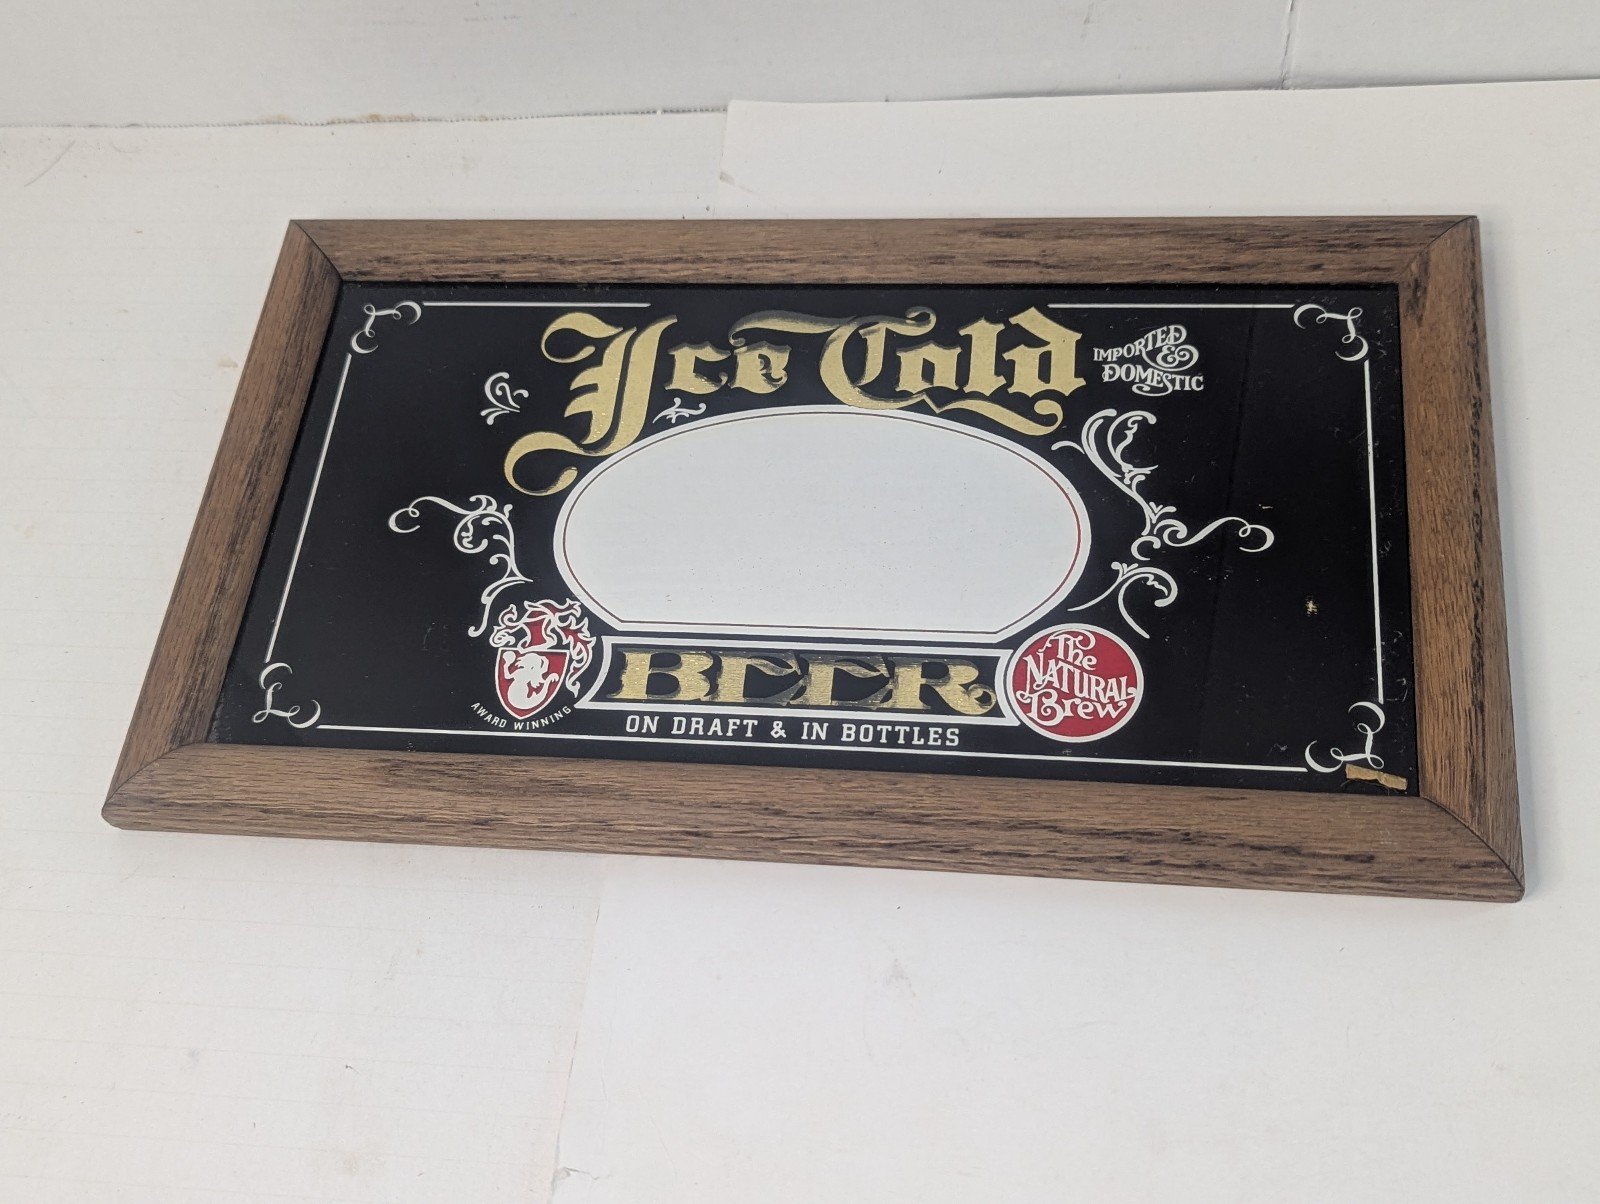 Ice Cold
IMPORTED
&
DOMESTIC
BEER
ON DRAFT & IN BOTTLES
AWARD WINNING
The
NATURAL
Brew